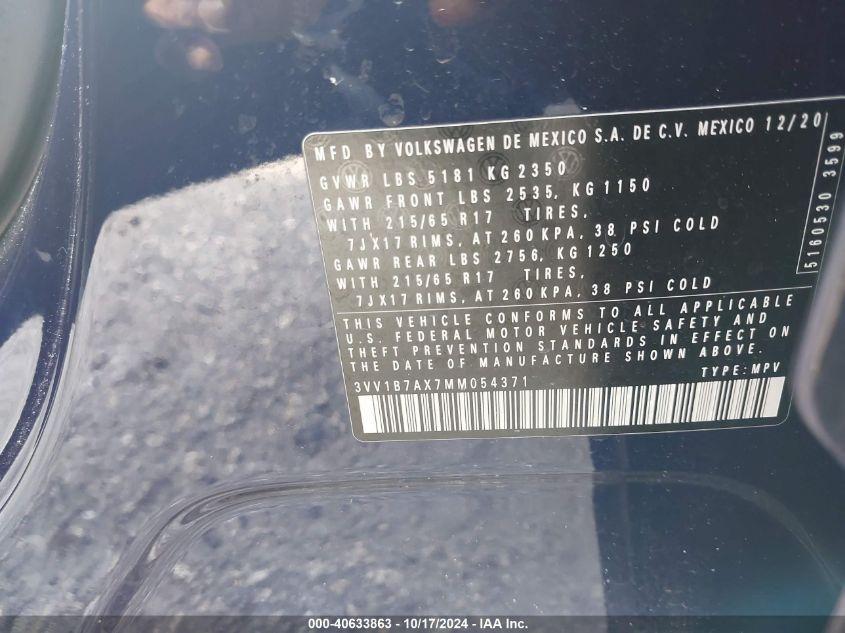 MFD BY VOLKSWAGEN DE MEXICO S.A. DE C.V. MEXICO 12/20
GVWR LBS 5181 KG 2350
GAWR FRONT LBS 2535, KG 1150
WITH 215/65 R17 TIRES,
7JX17 RIMS, AT 260 KPA, 38 PSI COLD
GAWR REAR LBS 2756, KG 1250
WITH 215/65 R17 TIRES,
7JX17 RIMS, AT 260 KPA, 38 PSI COLD
5160530 3599
THIS VEHICLE CONFORMS TO ALL APPLICABLE
U.S. FEDERAL MOTOR VEHICLE SAFETY AND
THEFT PREVENTION STANDARDS IN EFFECT ON
THE DATE OF MANUFACTURE SHOWN ABOVE.
3VV1B7AX7MM054371 TYPE: MPV
000-40633863 - 10/17/2024 - IAA Inc.